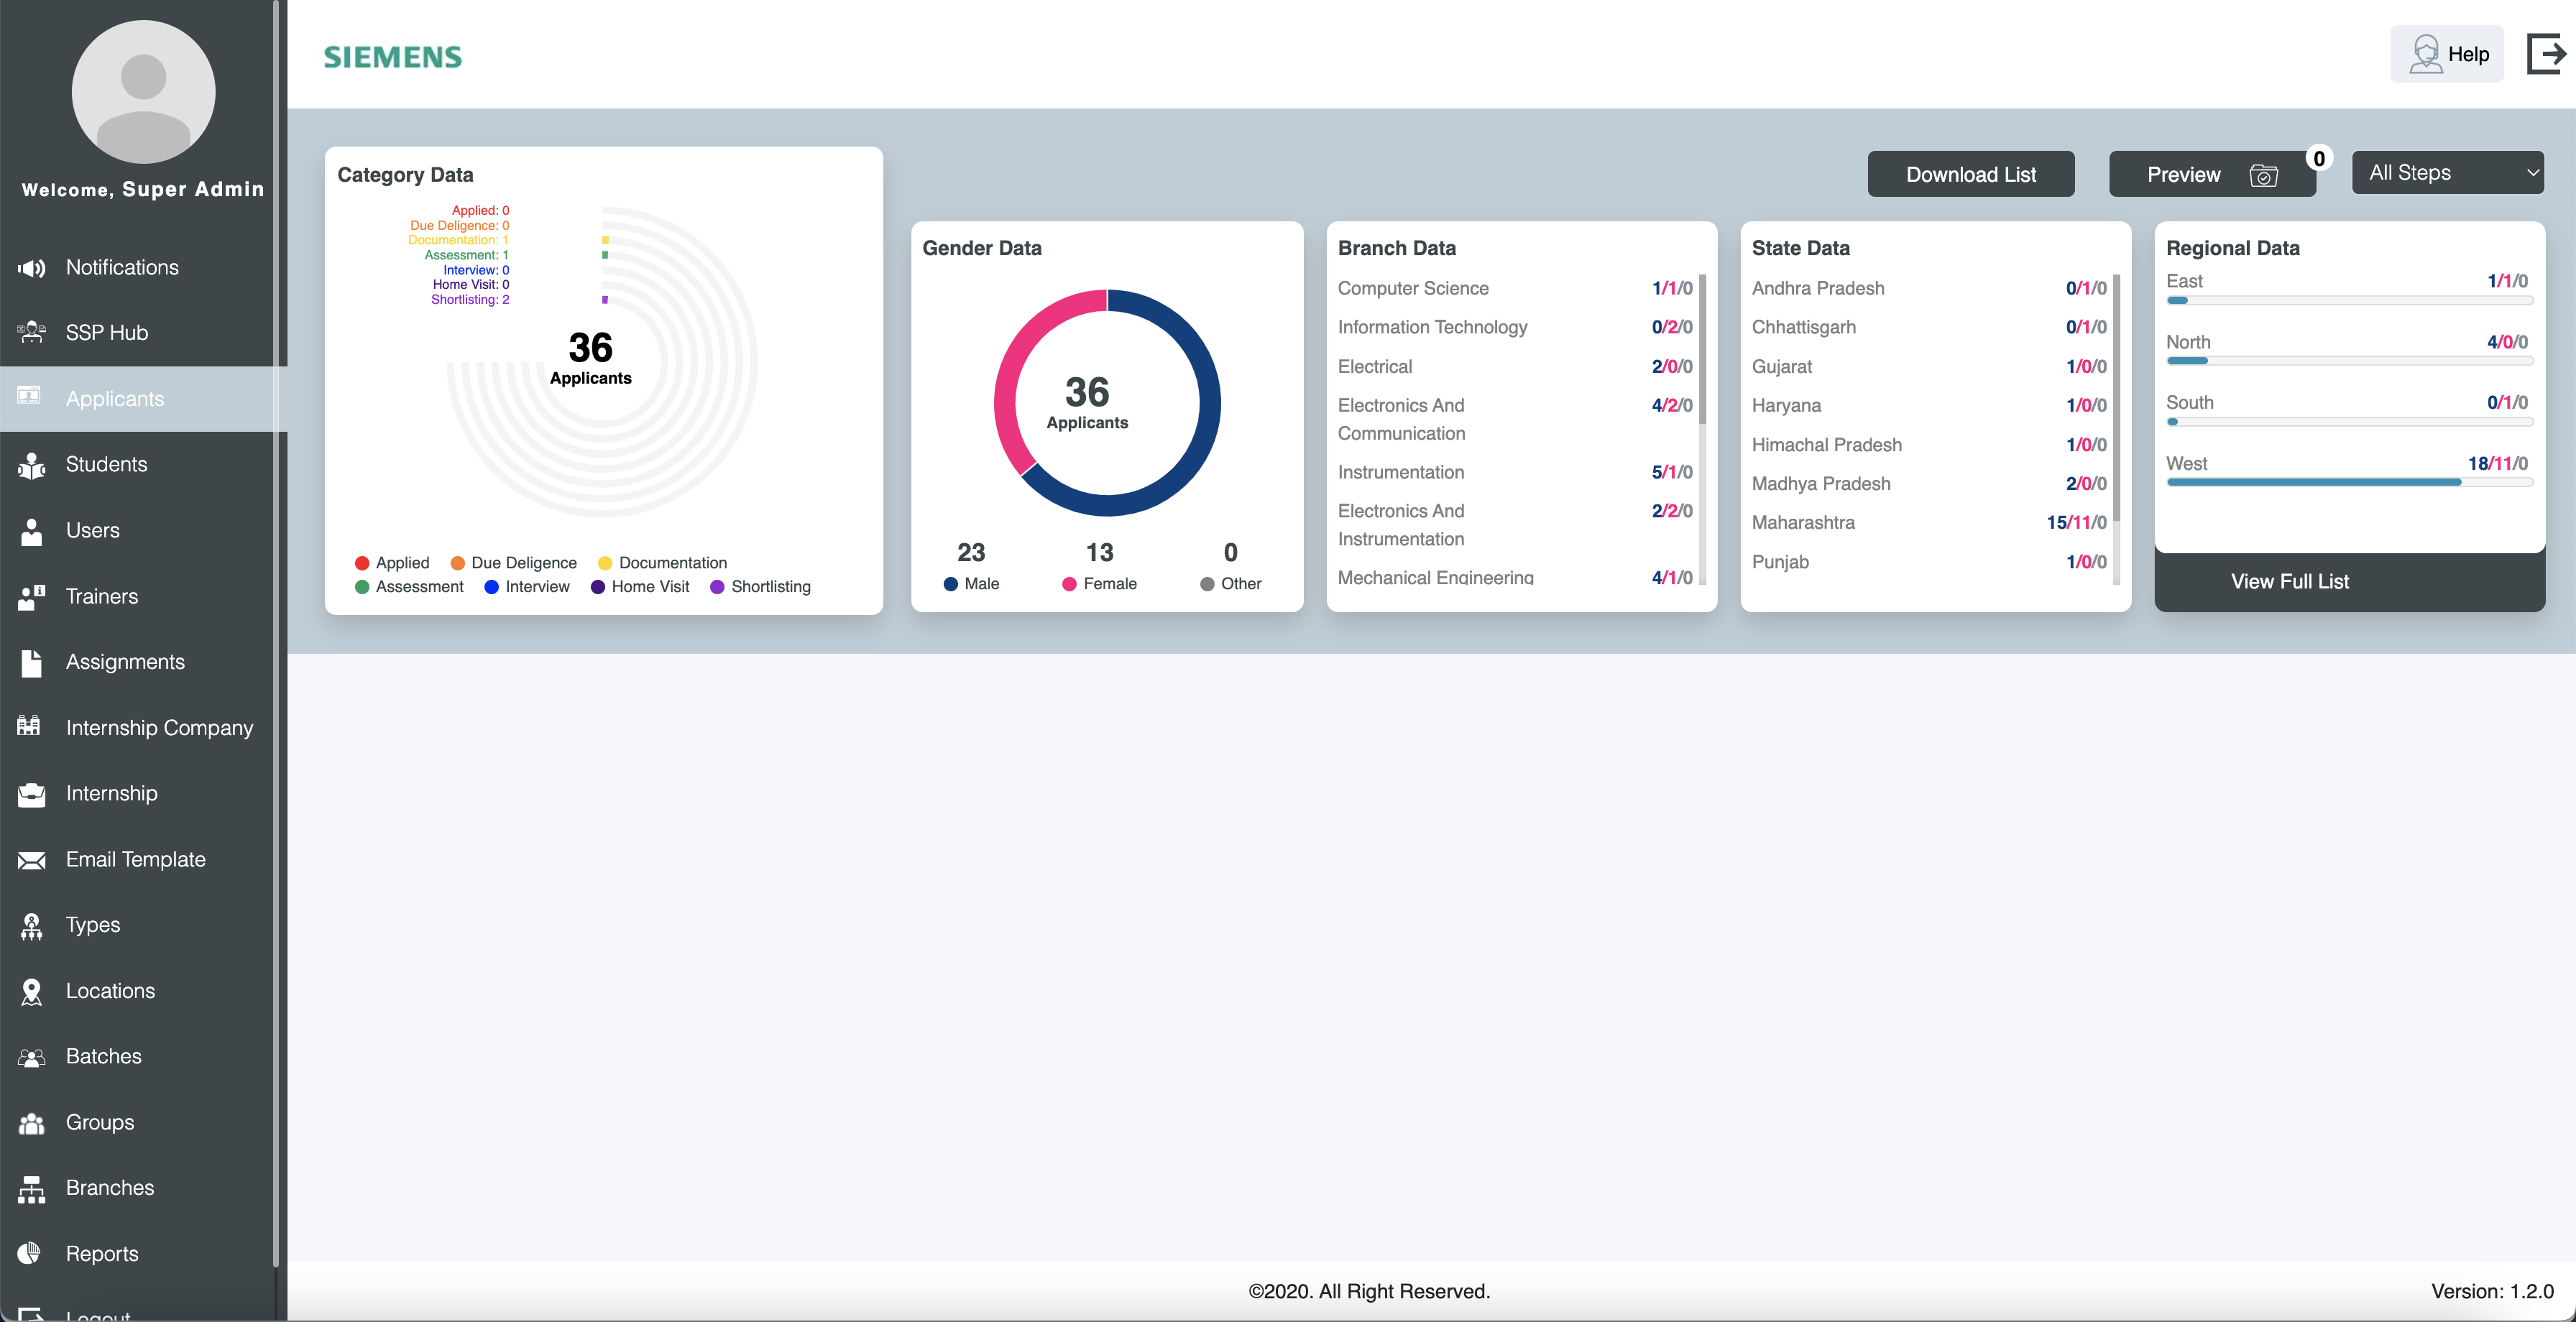 Welcome, Super Admin
Notifications
SSP Hub
Applicants
Students
Users
Trainers
Assignments
Internship Company
Internship
Email Template
Types
Locations
Batches
Groups
Branches
Reports
Logout
SIEMENS
Help
Download List
Preview
0
All Steps
Category Data
Applied: 0
Due Deligence: 0
Documentation: 1
Assessment: 1
Interview: 0
Home Visit: 0
Shortlisting: 2
36
Applicants
Applied Due Deligence Documentation
Assessment Interview Home Visit Shortlisting
Gender Data
36
Applicants
23 13 0
Male Female Other
Branch Data
Computer Science 1/1/0
Information Technology 0/2/0
Electrical 2/0/0
Electronics And 4/2/0
Communication
Instrumentation 5/1/0
Electronics And 2/2/0
Instrumentation
Mechanical Engineering 4/1/0
State Data
Andhra Pradesh 0/1/0
Chhattisgarh 0/1/0
Gujarat 1/0/0
Haryana 1/0/0
Himachal Pradesh 1/0/0
Madhya Pradesh 2/0/0
Maharashtra 15/11/0
Punjab 1/0/0
Regional Data
East 1/1/0
North 4/0/0
South 0/1/0
West 18/11/0
View Full List
©2020. All Right Reserved.
Version: 1.2.0